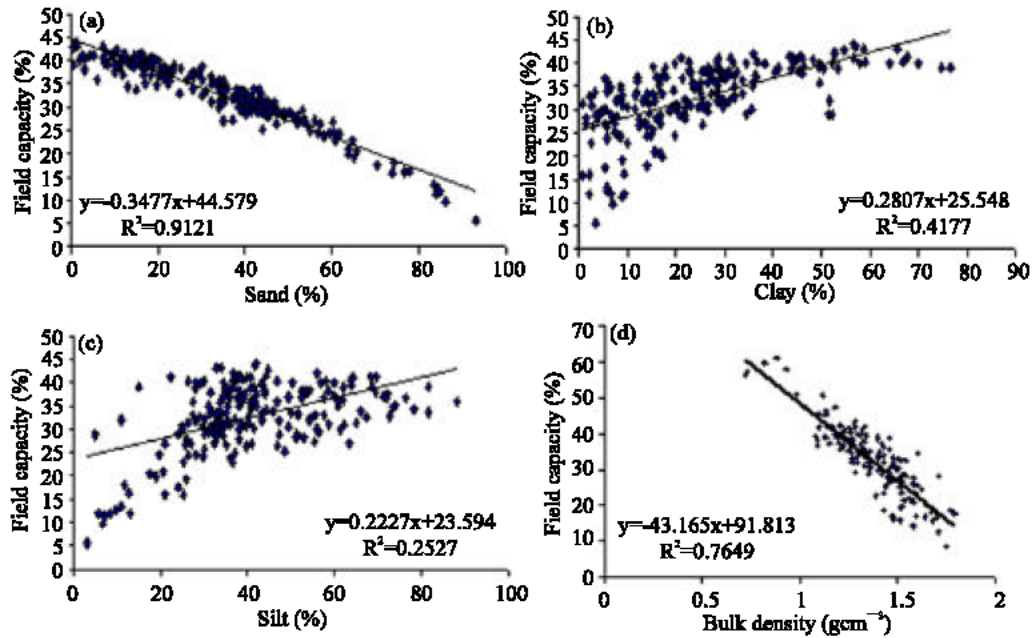 (a)
Field capacity (%)
50
45
40
35
30
25
20
15
10
5
0
y=-0.3477x+44.579
R²=0.9121
0 20 40 60 80 100
Sand (%)
(b)
Field capacity (%)
50
45
40
35
30
25
20
15
10
5
0
y=0.2807x+25.548
R²=0.4177
0 10 20 30 40 50 60 70 80 90
Clay (%)
(c)
Field capacity (%)
50
45
40
35
30
25
20
15
10
5
0
y=0.2227x+23.594
R²=0.2527
0 20 40 60 80 100
Silt (%)
(d)
Field capacity (%)
70
60
50
40
30
20
10
0
y=-43.165x+91.813
R²=0.7649
0 0.5 1 1.5 2
Bulk density (gcm⁻³)